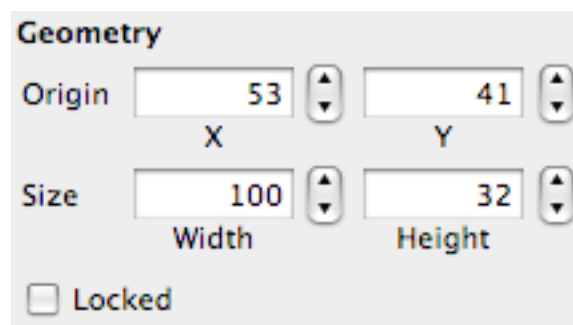 Geometry
Origin 53 41
X Y
Size 100 32
Width Height
Locked